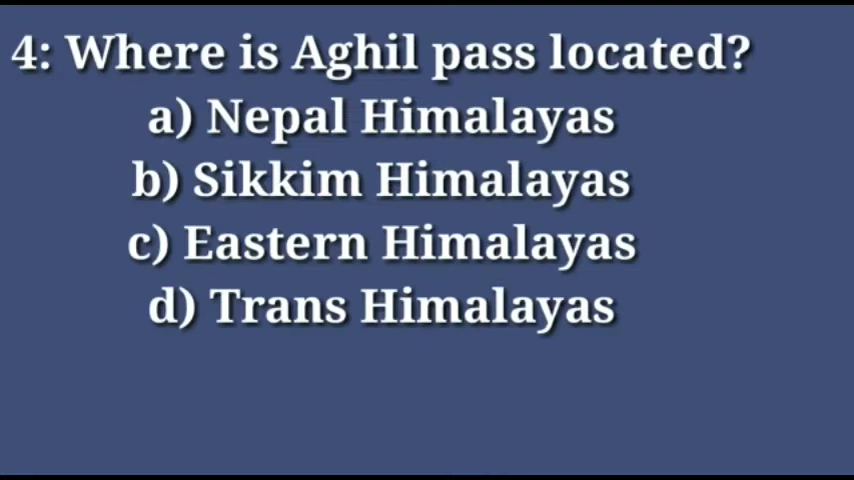 4: Where is Aghil pass located?
a) Nepal Himalayas
b) Sikkim Himalayas
c) Eastern Himalayas
d) Trans Himalayas